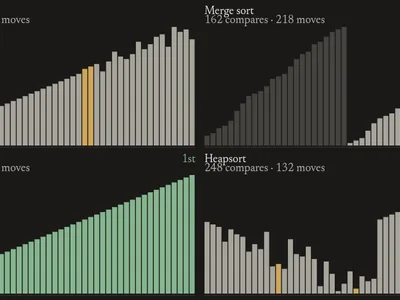 moves
Merge sort
162 compares · 218 moves
moves
1st
Heapsort
248 compares · 132 moves